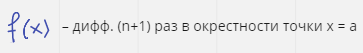 f(x) – дифф. (n+1) раз в окрестности точки x = a